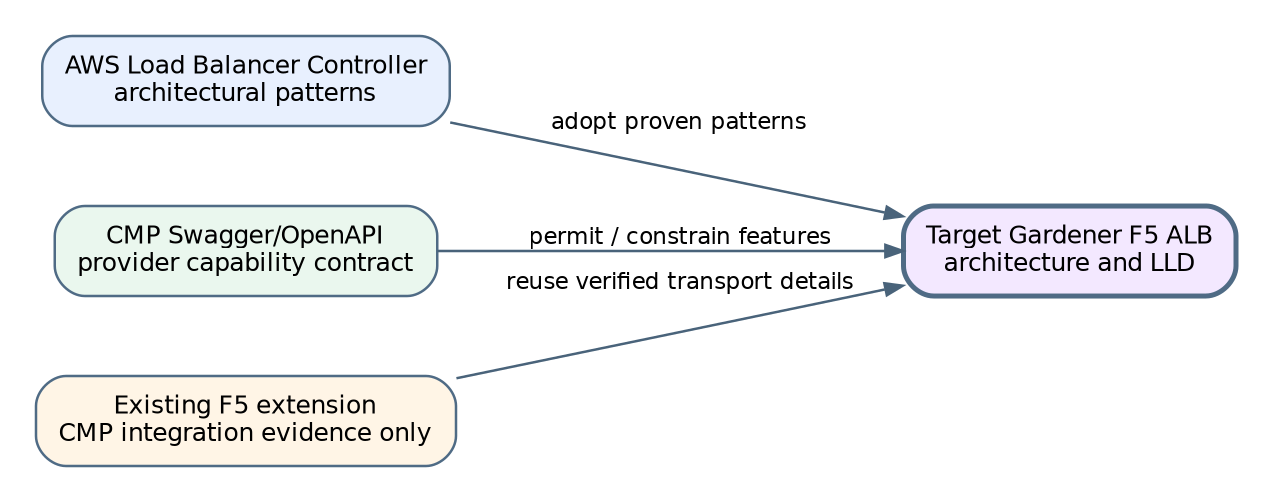 AWS Load Balancer Controller
architectural patterns
adopt proven patterns
CMP Swagger/OpenAPI
provider capability contract
permit / constrain features
Target Gardener F5 ALB
architecture and LLD
reuse verified transport details
Existing F5 extension
CMP integration evidence only